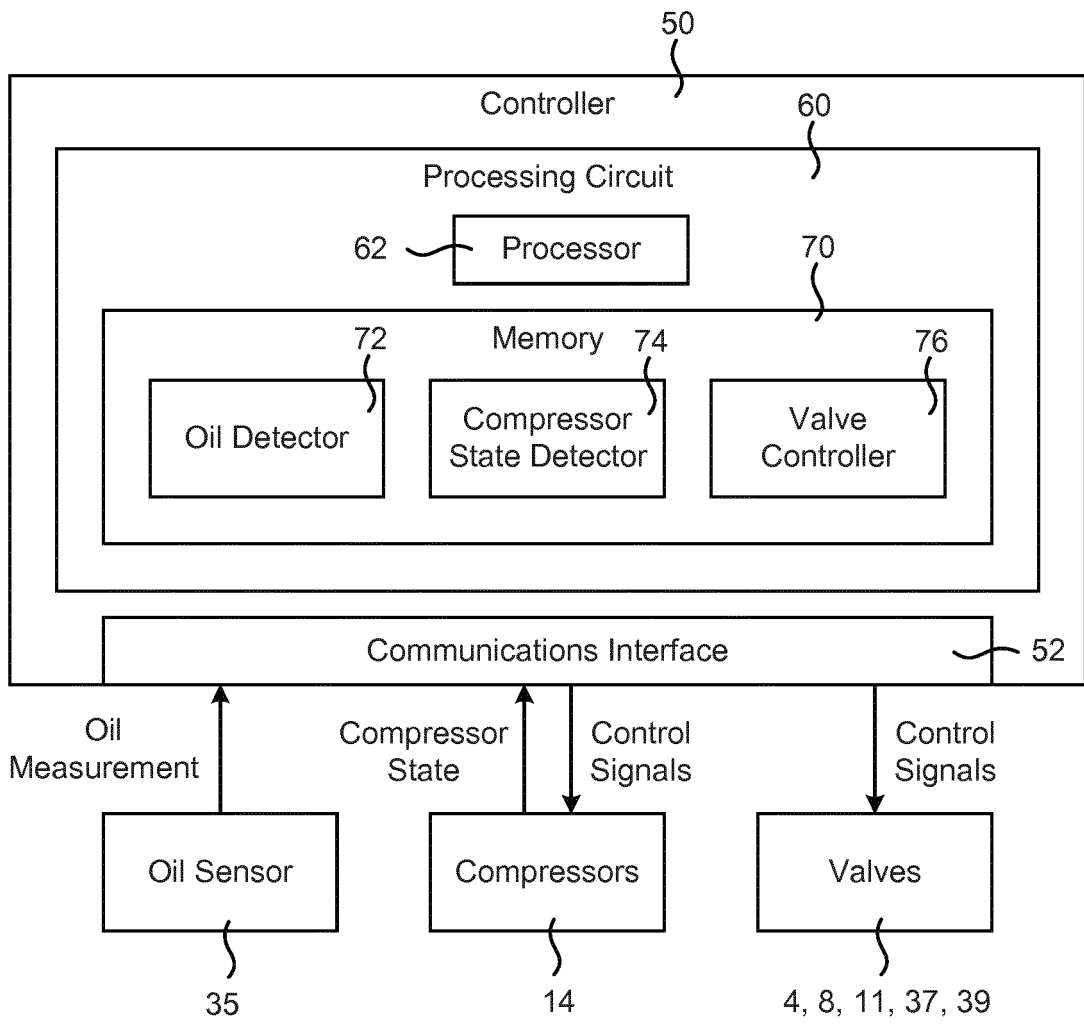 50
Controller
60
Processing Circuit
62
Processor
70
Memory
72
74
76
Oil Detector
Compressor
State Detector
Valve
Controller
Communications Interface
52
Oil
Measurement
Compressor
State
Control
Signals
Control
Signals
Oil Sensor
Compressors
Valves
35
14
4, 8, 11, 37, 39